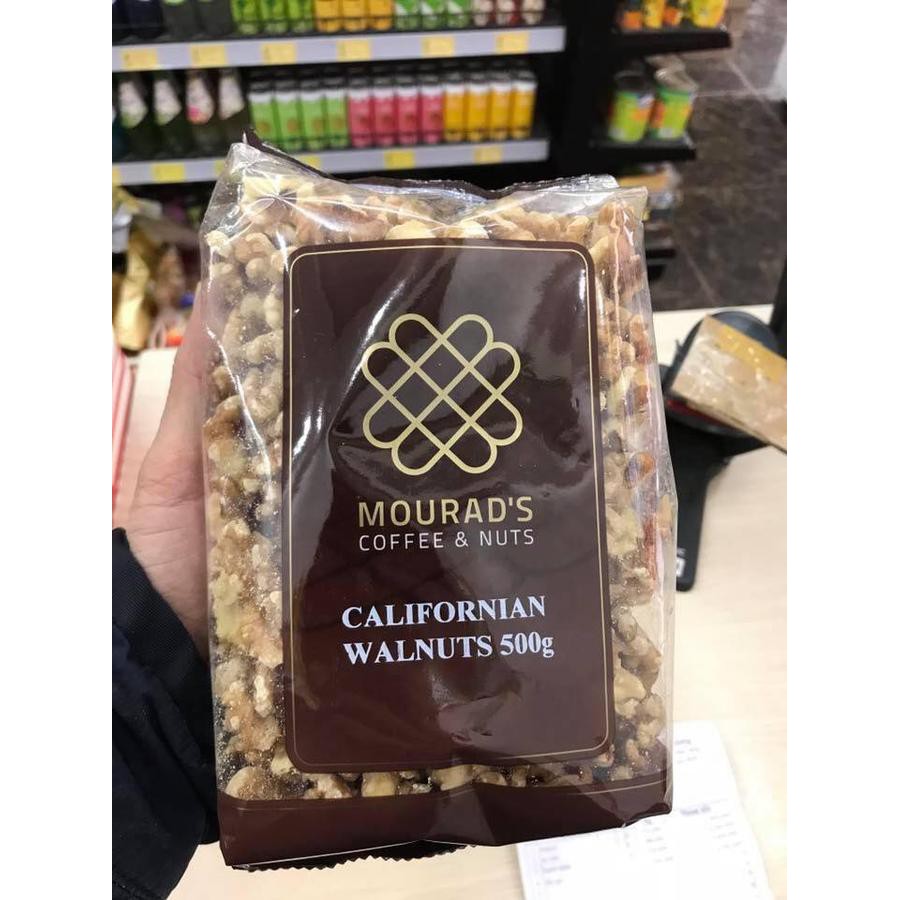 MOURAD'S
COFFEE & NUTS
CALIFORNIAN
WALNUTS 500g